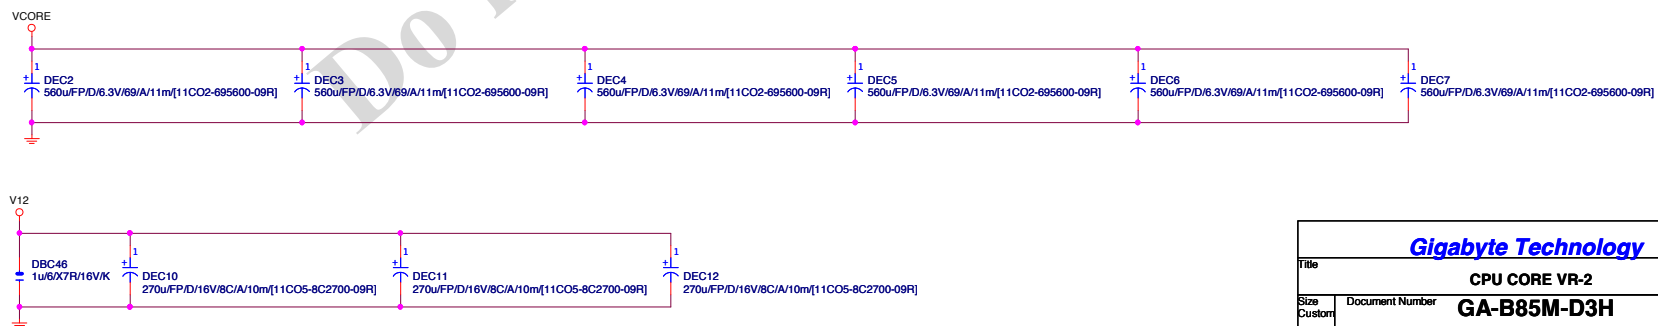 Do
VCORE
1 1 1 1 1 1
+ DEC2 + DEC3 + DEC4 + DEC5 + DEC6 + DEC7
560u/FP/D/6.3V/69/A/11m/[11CO2-695600-09R] 560u/FP/D/6.3V/69/A/11m/[11CO2-695600-09R] 560u/FP/D/6.3V/69/A/11m/[11CO2-695600-09R] 560u/FP/D/6.3V/69/A/11m/[11CO2-695600-09R] 560u/FP/D/6.3V/69/A/11m/[11CO2-695600-09R] 560u/FP/D/6.3V/69/A/11m/[11CO2-695600-09R]
V12
1 1 1
DBC46 + + +
1u/6/X7R/16V/K DEC10 DEC11 DEC12
270u/FP/D/16V/8C/A/10m/[11CO5-8C2700-09R] 270u/FP/D/16V/8C/A/10m/[11CO5-8C2700-09R] 270u/FP/D/16V/8C/A/10m/[11CO5-8C2700-09R]
Gigabyte Technology
Title
CPU CORE VR-2
Size Document Number GA-B85M-D3H
Custom